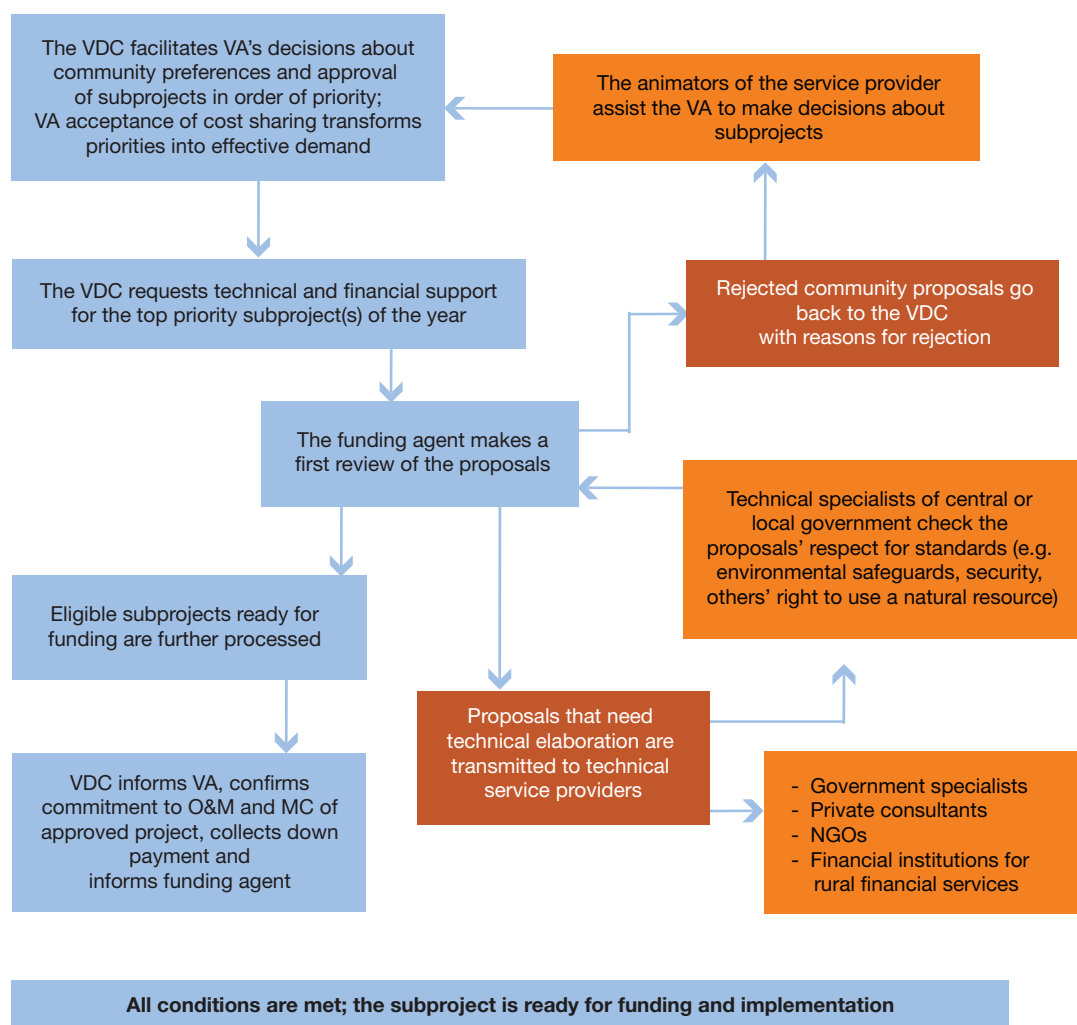 The VDC facilitates VA’s decisions about
community preferences and approval
of subprojects in order of priority;
VA acceptance of cost sharing transforms
priorities into effective demand
The animators of the service provider
assist the VA to make decisions about
subprojects
The VDC requests technical and financial support
for the top priority subproject(s) of the year
Rejected community proposals go
back to the VDC
with reasons for rejection
The funding agent makes a
first review of the proposals
Technical specialists of central or
local government check the
proposals’ respect for standards (e.g.
environmental safeguards, security,
others’ right to use a natural resource)
Eligible subprojects ready for
funding are further processed
Proposals that need
technical elaboration are
transmitted to technical
service providers
VDC informs VA, confirms
commitment to O&M and MC of
approved project, collects down
payment and
informs funding agent
- Government specialists
- Private consultants
- NGOs
- Financial institutions for
rural financial services
All conditions are met; the subproject is ready for funding and implementation